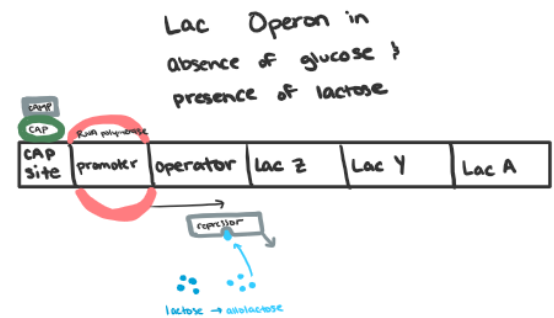 Lac Operon in
absence of glucose &
presence of lactose
CAMP
CAP
RNA polymerase
CAP site
promoter
operator
Lac Z
Lac Y
Lac A
repressor
lactose → allolactose